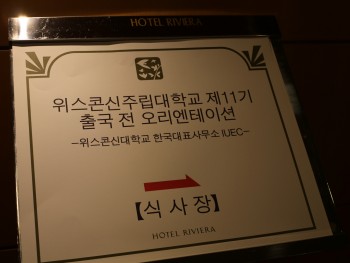 HOTEL RIVIERA
위스콘신주립대학교 제11기
출국 전 오리엔테이션
-위스콘신대학교 한국대표사무소 IUEC-
【식 사 장】
HOTEL RIVIERA